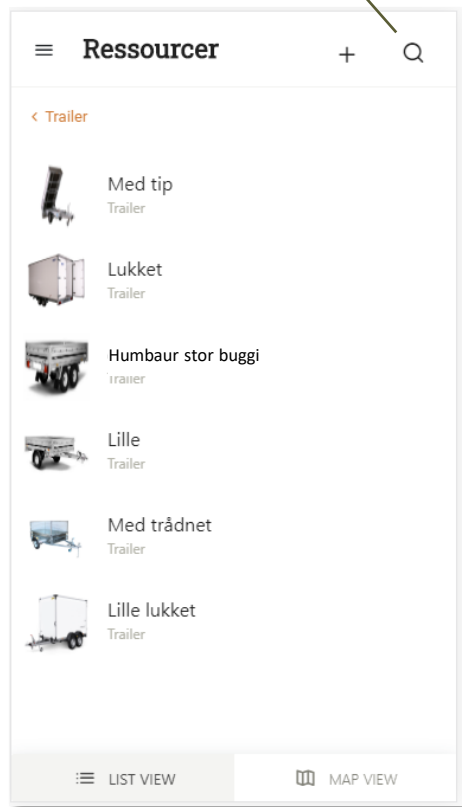 Ressourcer
Trailer
Med tip
Trailer
Lukket
Trailer
Humbaur stor buggi
Trailer
Lille
Trailer
Med trådnet
Trailer
Lille lukket
Trailer
LIST VIEW
MAP VIEW